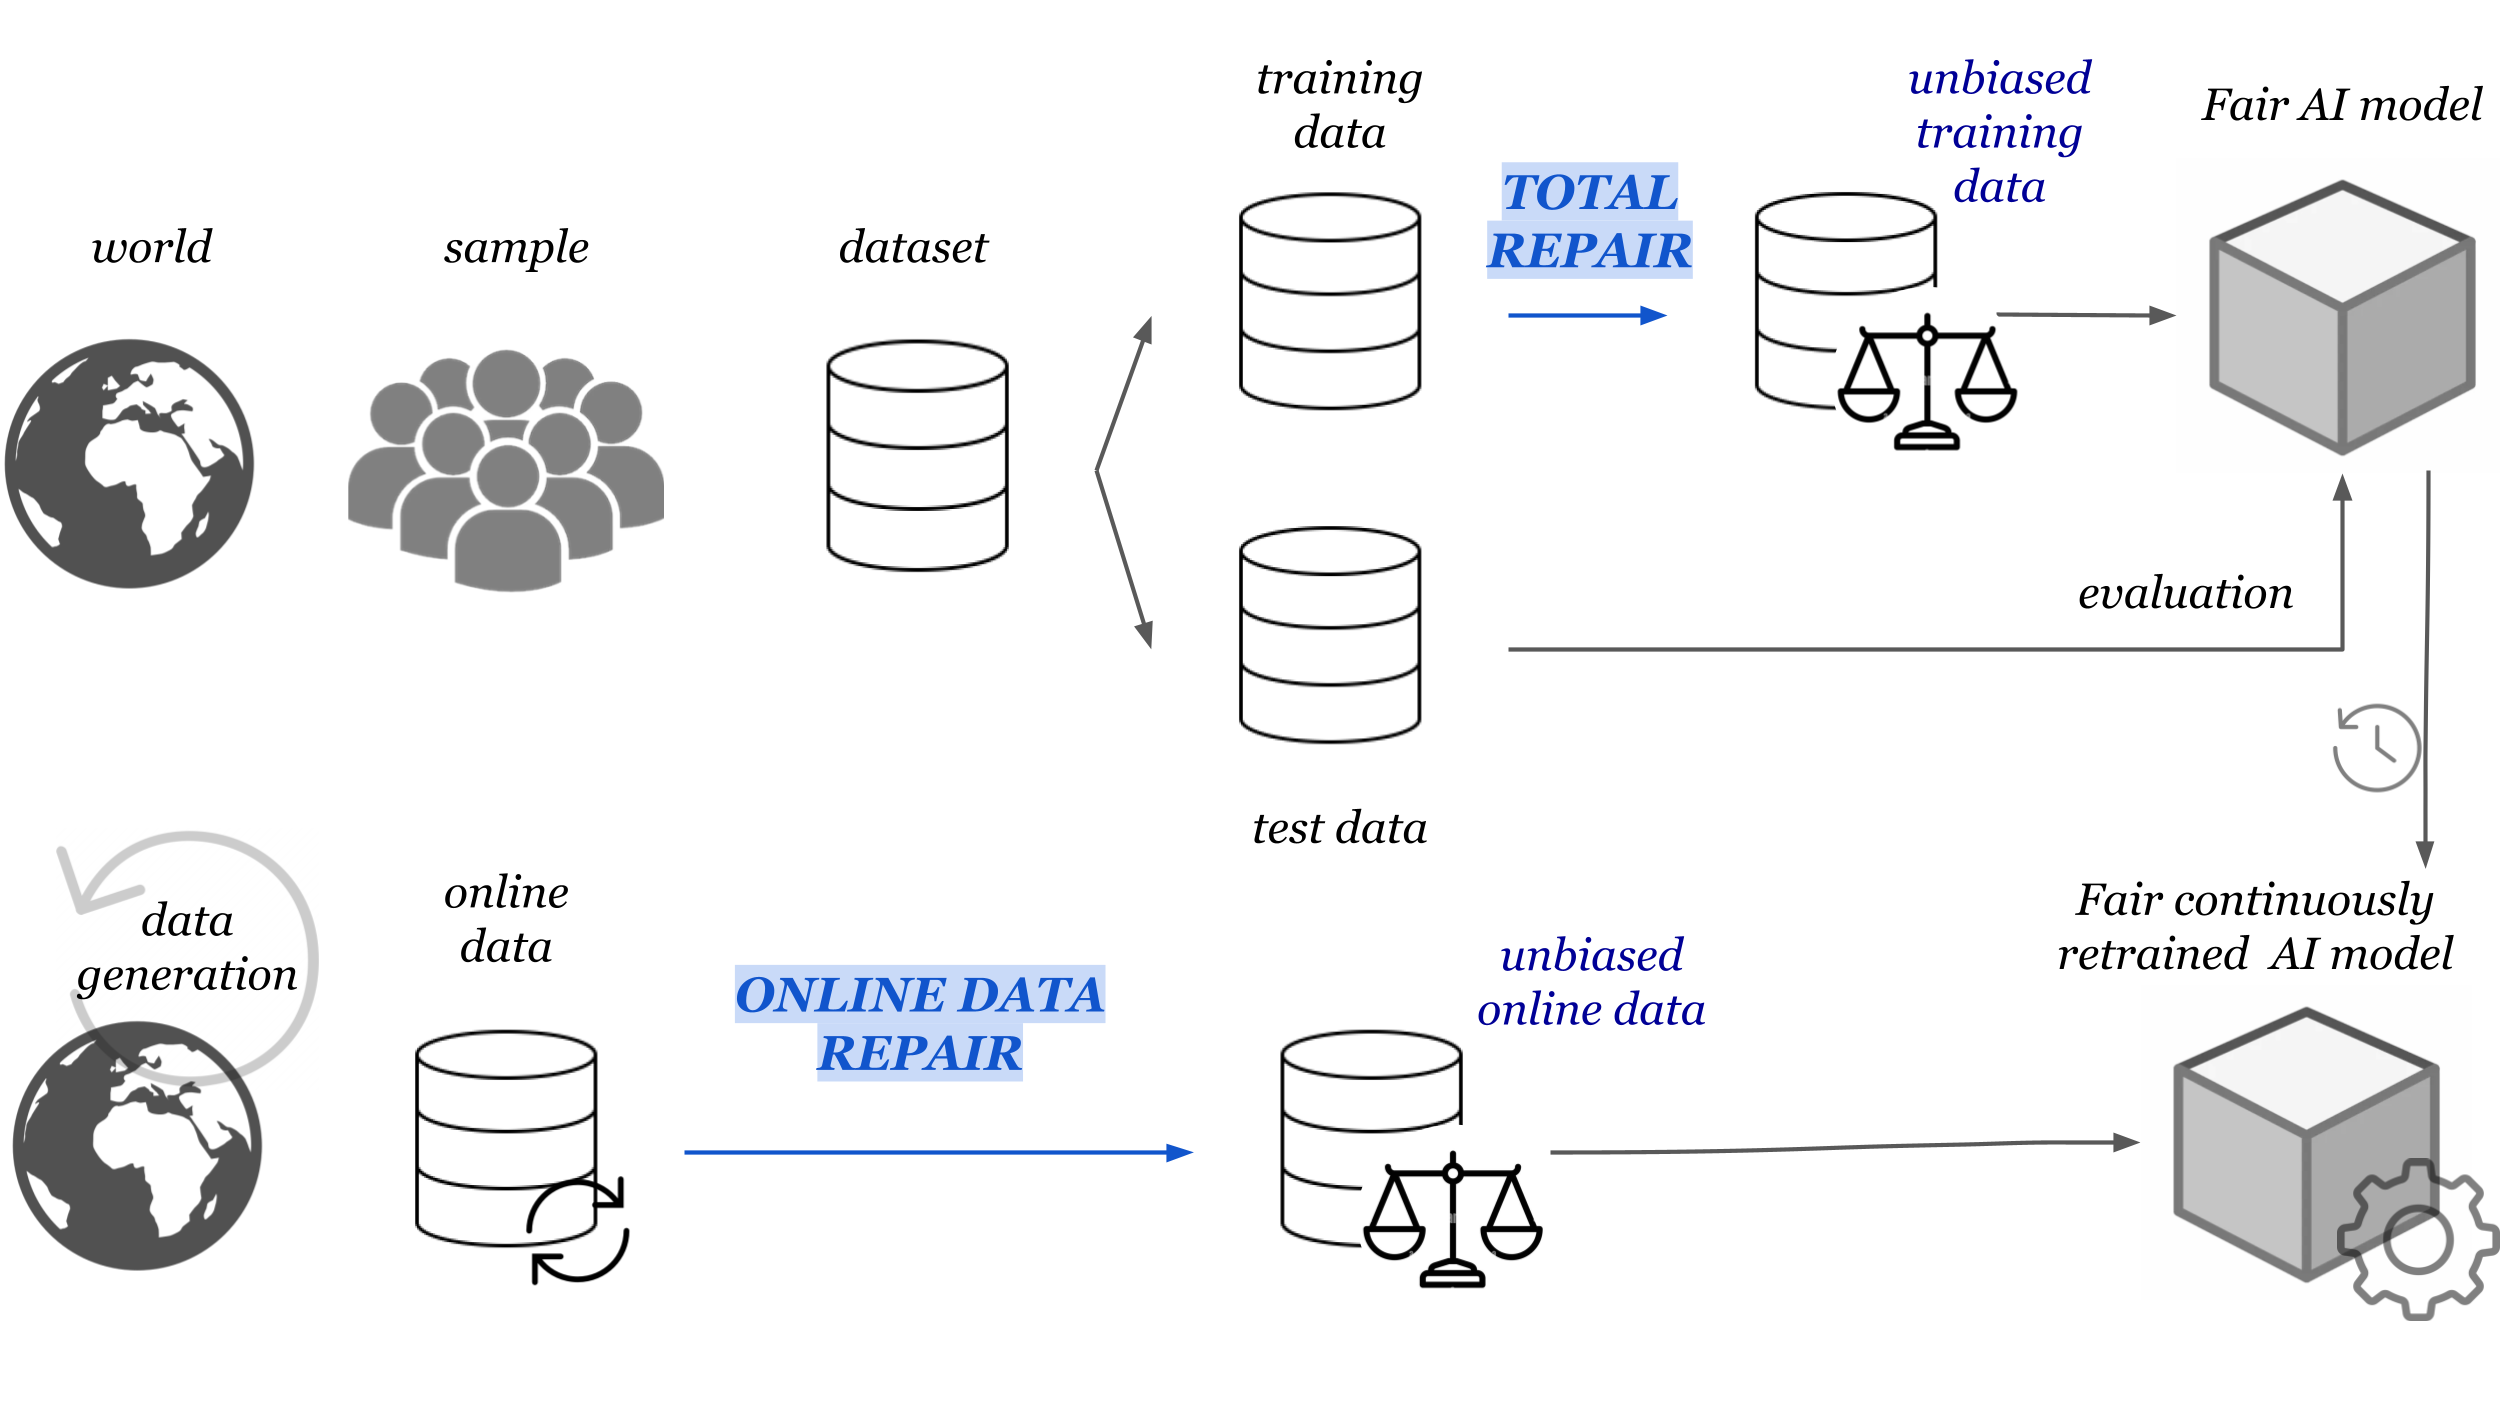 world
sample
dataset
training
data
TOTAL
REPAIR
unbiased
training
data
Fair AI model
evaluation
test data
data
generation
online
data
ONLINE DATA
REPAIR
unbiased
online data
Fair continuously
retrained AI model